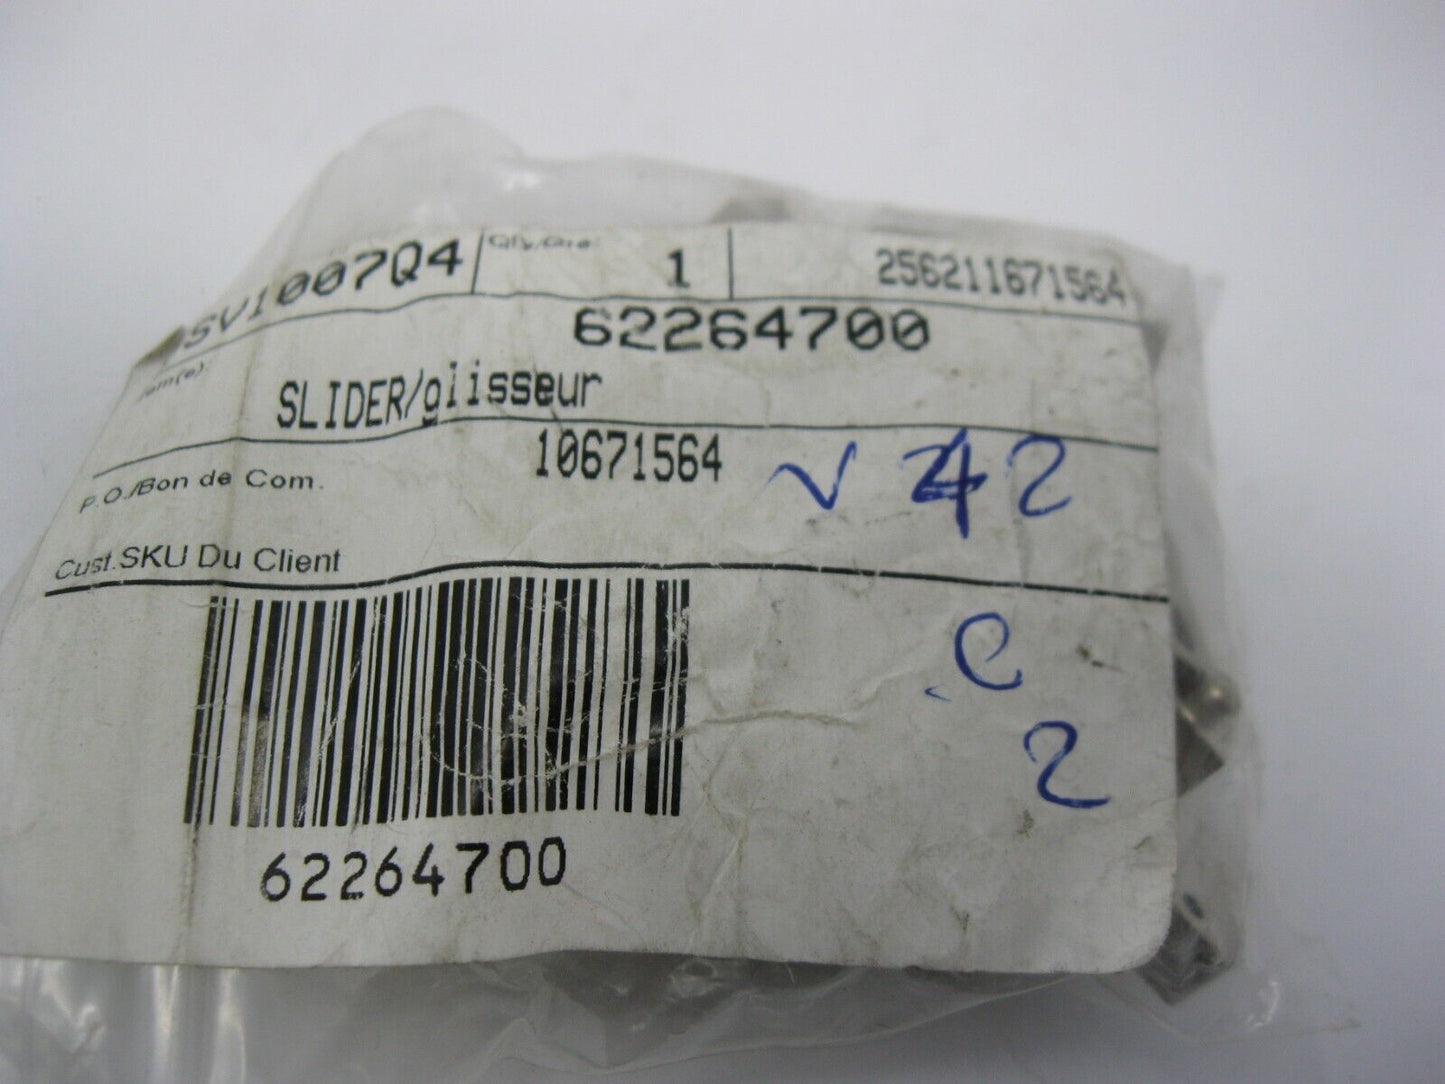 SV1007Q4 Qty/Qté: 1 256211671564
62264700
SLIDER/glisseur
10671564 V 42
P.O./Bon de Com.
Cust.SKU Du Client
C
2
62264700